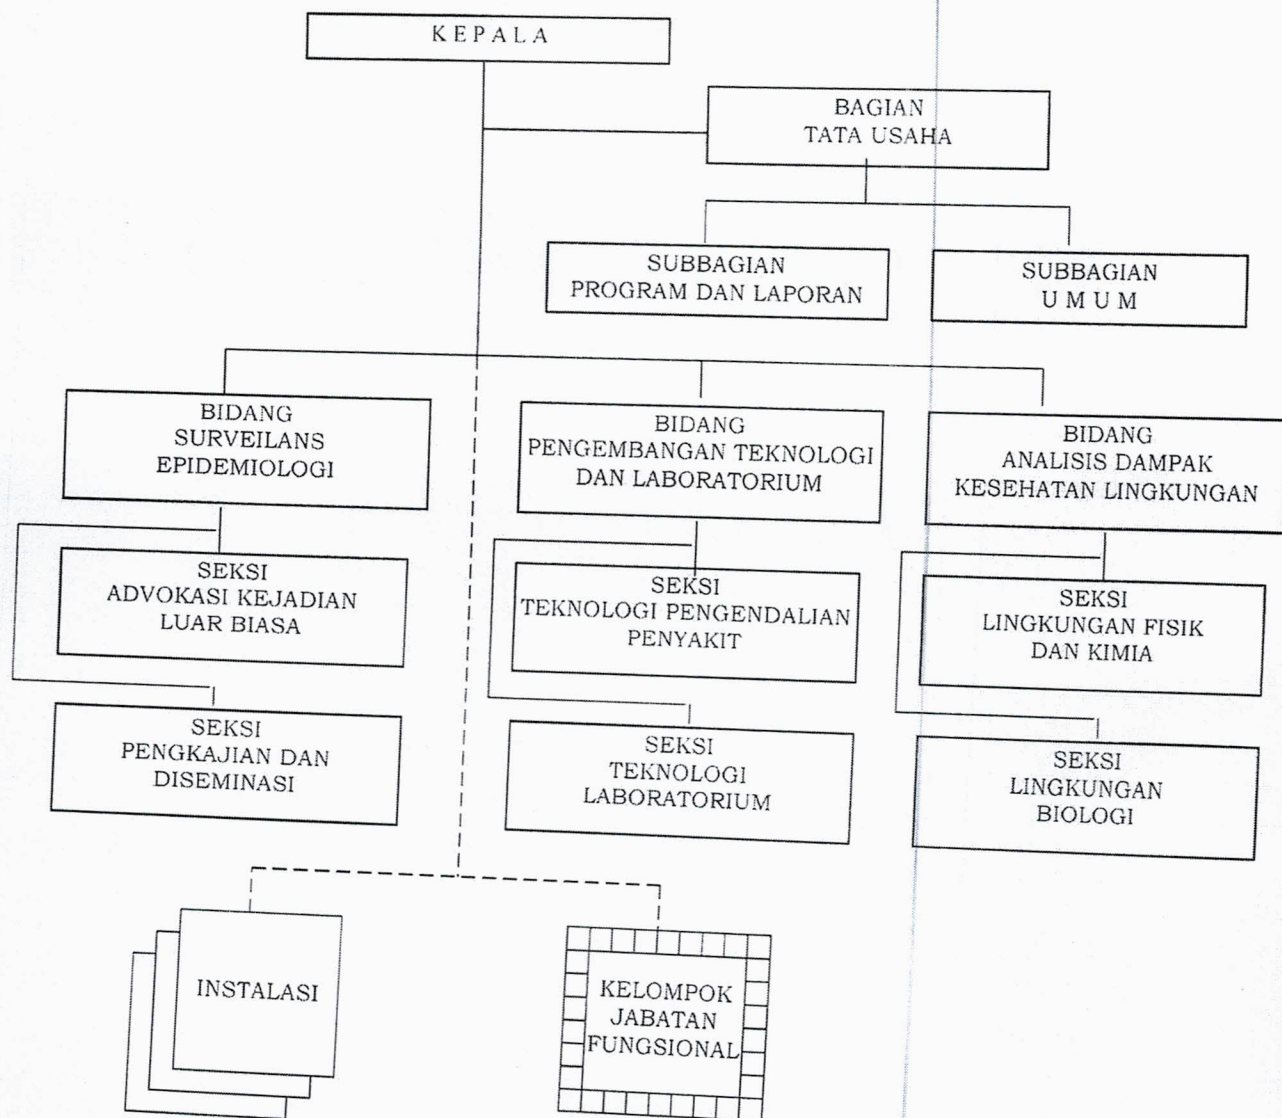 K E P A L A
BAGIAN
TATA USAHA
SUBBAGIAN
PROGRAM DAN LAPORAN
SUBBAGIAN
U M U M
BIDANG
SURVEILANS
EPIDEMIOLOGI
BIDANG
PENGEMBANGAN TEKNOLOGI
DAN LABORATORIUM
BIDANG
ANALISIS DAMPAK
KESEHATAN LINGKUNGAN
SEKSI
ADVOKASI KEJADIAN
LUAR BIASA
SEKSI
TEKNOLOGI PENGENDALIAN
PENYAKIT
SEKSI
LINGKUNGAN FISIK
DAN KIMIA
SEKSI
PENGKAJIAN DAN
DISEMINASI
SEKSI
TEKNOLOGI
LABORATORIUM
SEKSI
LINGKUNGAN
BIOLOGI
INSTALASI
KELOMPOK
JABATAN
FUNGSIONAL